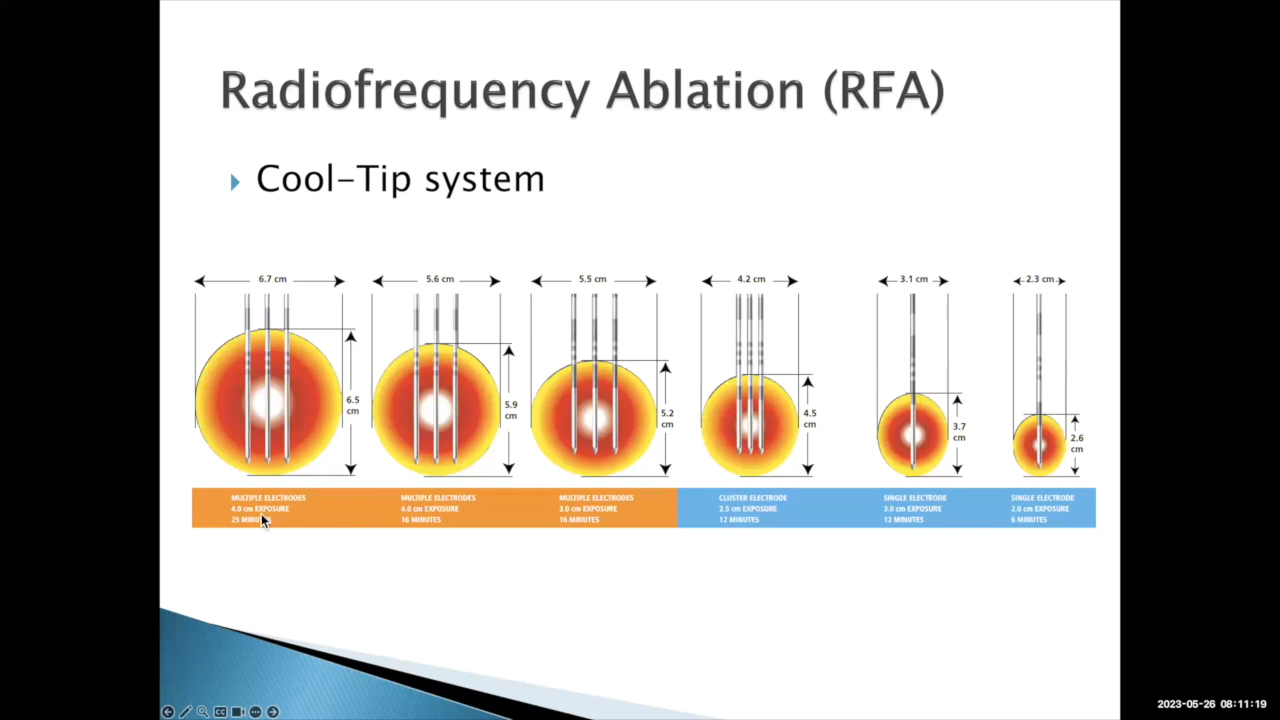 Radiofrequency Ablation (RFA)
Cool-Tip system
6.7 cm
5.6 cm
5.5 cm
4.2 cm
3.1 cm
2.3 cm
6.5
cm
5.9
cm
5.2
cm
4.5
cm
3.7
cm
2.6
cm
MULTIPLE ELECTRODES
4.0 cm EXPOSURE
25 MINUTES
MULTIPLE ELECTRODES
4.0 cm EXPOSURE
16 MINUTES
MULTIPLE ELECTRODES
3.0 cm EXPOSURE
16 MINUTES
CLUSTER ELECTRODE
2.5 cm EXPOSURE
12 MINUTES
SINGLE ELECTRODE
3.0 cm EXPOSURE
12 MINUTES
SINGLE ELECTRODE
2.0 cm EXPOSURE
6 MINUTES
CC
2023-05-26 08:11:19